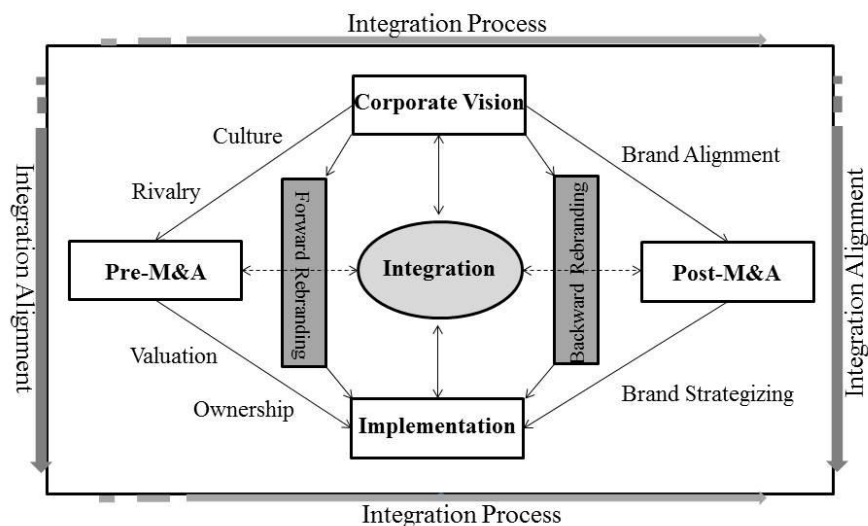 Integration Process
Corporate Vision
Culture
Brand Alignment
Rivalry
Integration Alignment
Forward Rebranding
Backward Rebranding
Integration Alignment
Pre-M&A
Integration
Post-M&A
Valuation
Ownership
Brand Strategizing
Implementation
Integration Process